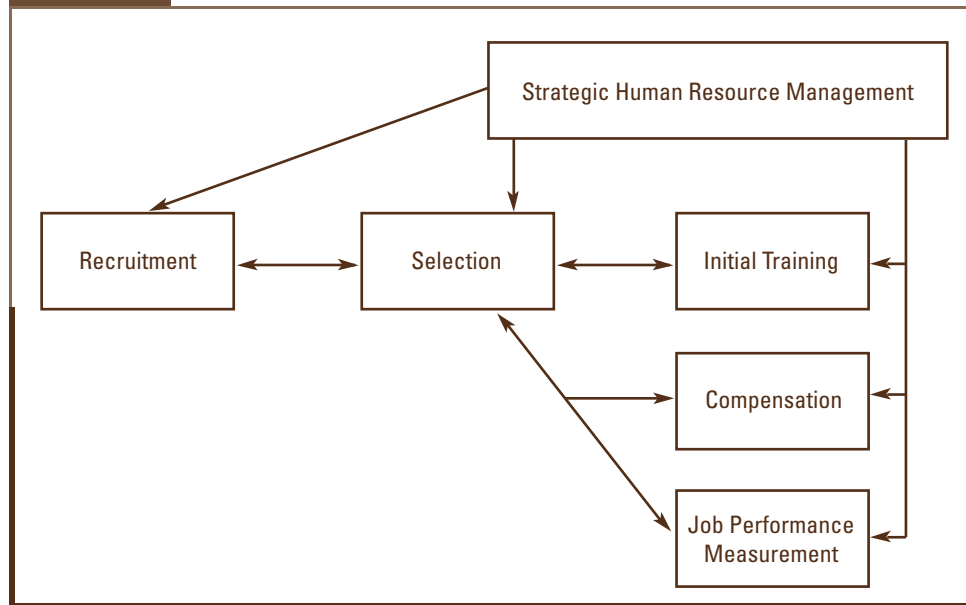 Strategic Human Resource Management
Recruitment
Selection
Initial Training
Compensation
Job Performance
Measurement